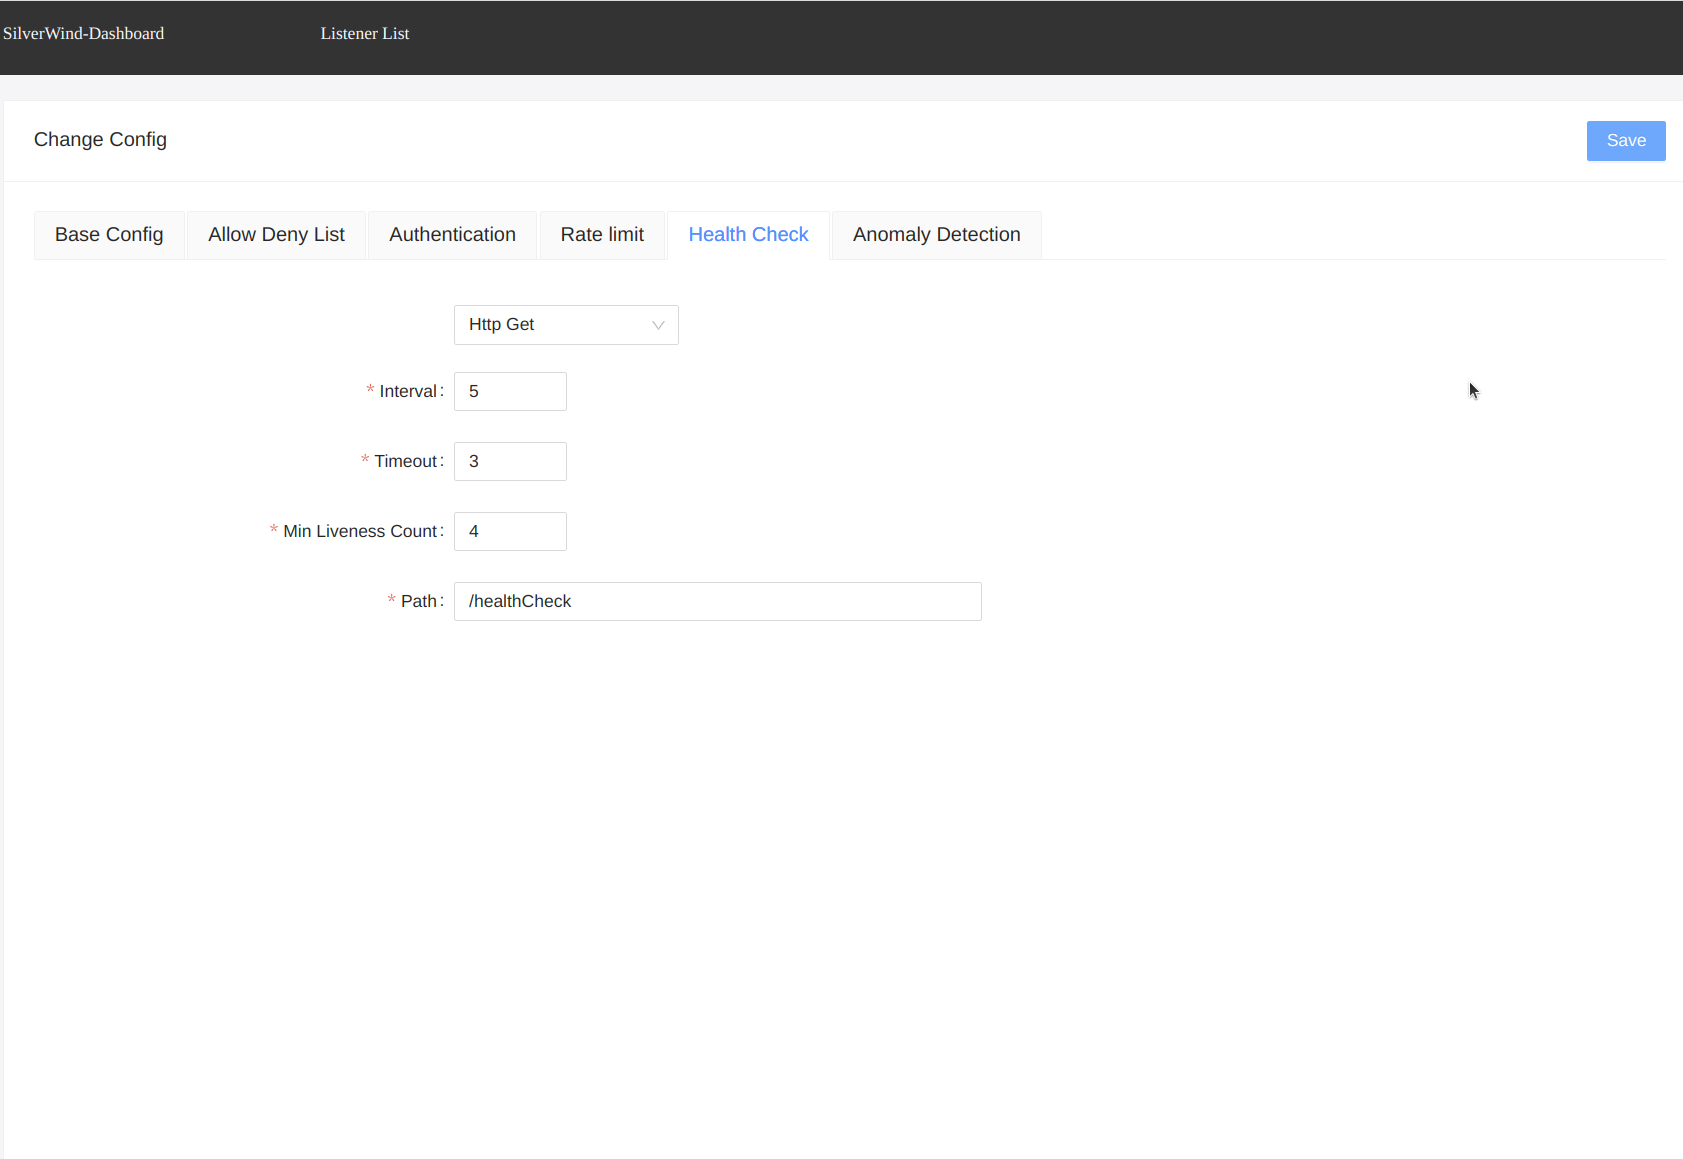 SilverWind-Dashboard Listener List
Change Config Save
Base Config Allow Deny List Authentication Rate limit Health Check Anomaly Detection
Http Get
* Interval: 5
* Timeout: 3
* Min Liveness Count: 4
* Path: /healthCheck